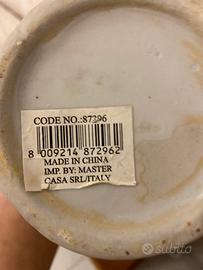 CODE NO.:87296
8 009214 872962
MADE IN CHINA
IMP. BY: MASTER
CASA SRL/ITALY
subito